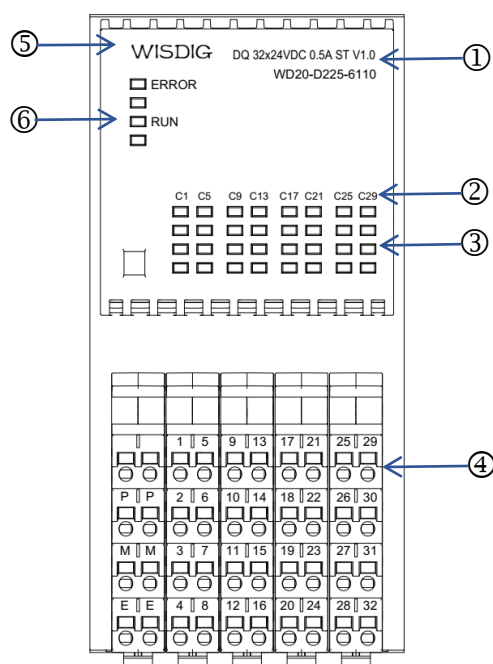 ⑤ WISDIG DQ 32x24VDC 0.5A ST V1.0 ①
WD20-D225-6110
ERROR
⑥ RUN
C1 C5 C9 C13 C17 C21 C25 C29 ②
③
1 5 9 13 17 21 25 29 ④
P P 2 6 10 14 18 22 26 30
M M 3 7 11 15 19 23 27 31
E E 4 8 12 16 20 24 28 32